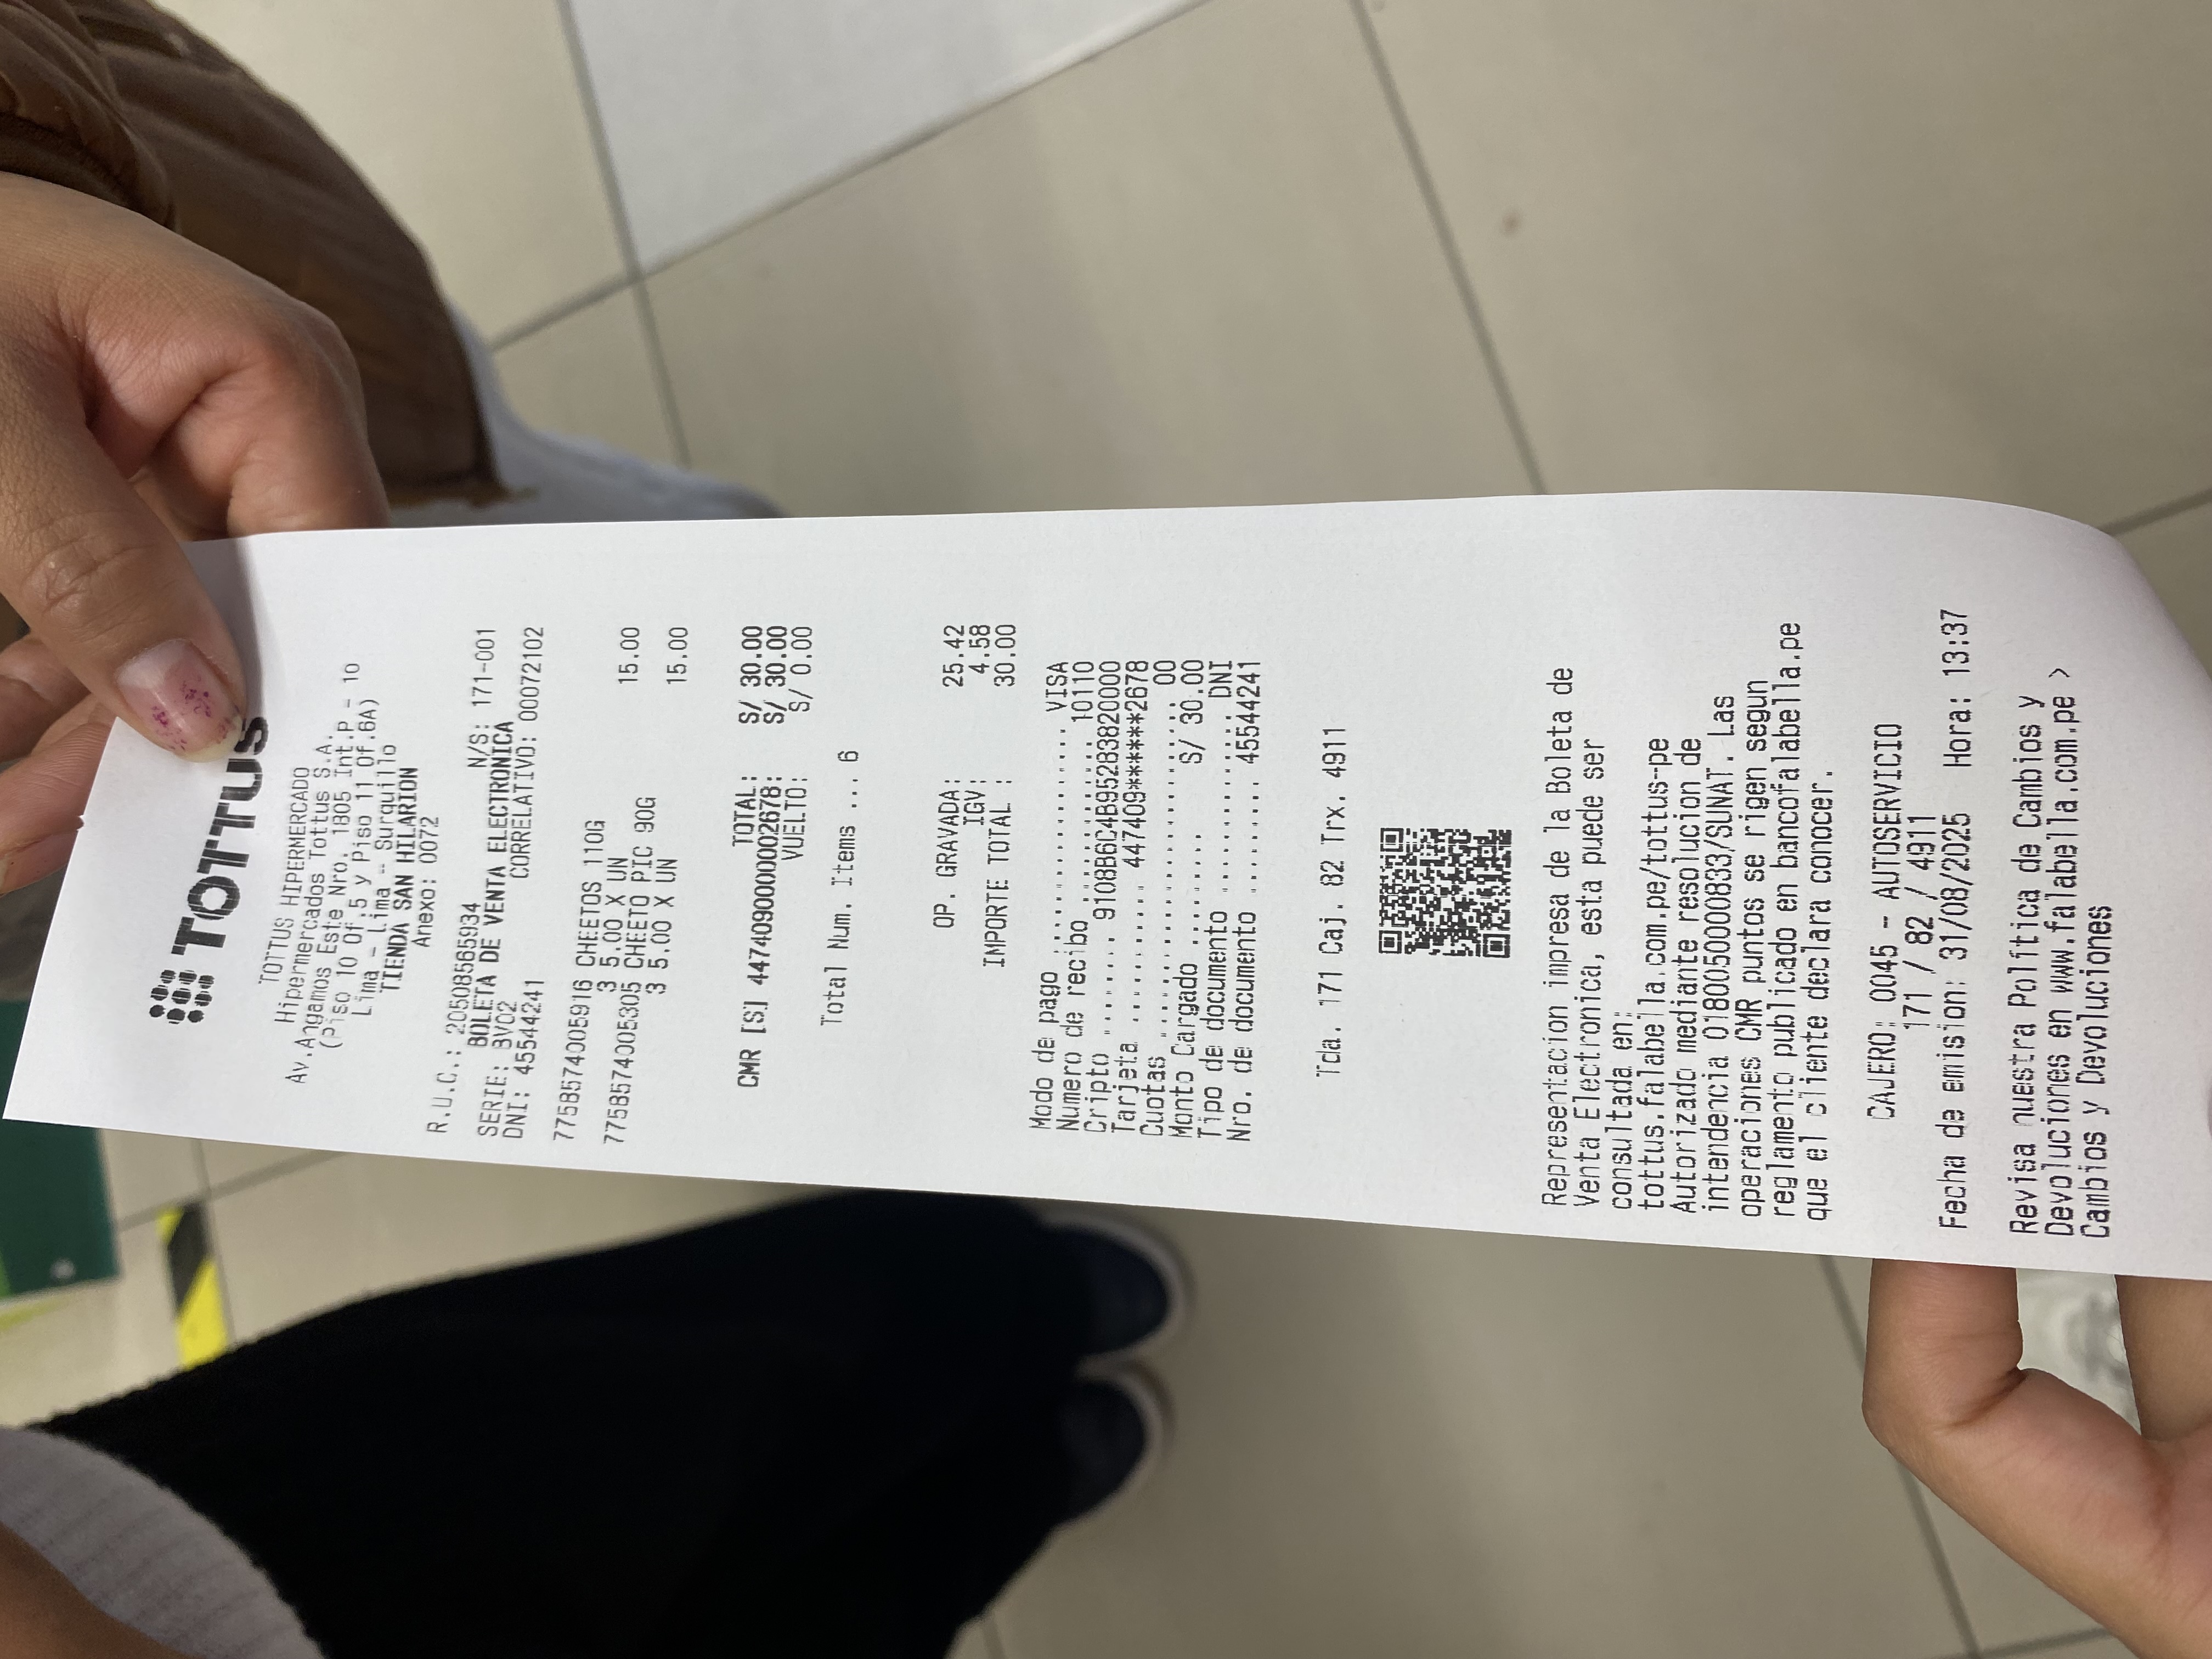 TOTTUS
TOTTUS HIPERMERCADO
Hipermercados Tottus S.A.
Av.Angamos Este Nro. 1805 Int.P - 10
(Piso 10 Of.5 y Piso 11 Of.6A)
Lima - Lima - Surquillo
TIENDA SAN HILARION
Anexo: 0072
R.U.C.: 20508565934 N/S: 171-001
BOLETA DE VENTA ELECTRONICA
SERIE: BV02 CORRELATIVO: 00072102
DNI: 45544241
7758574005916 CHEETOS 110G
3 5.00 X UN 15.00
7758574005305 CHEETO PIC 90G
3 5.00 X UN 15.00
TOTAL: S/ 30.00
CMR [S] 4474090000002678: S/ 30.00
VUELTO: S/ 0.00
Total Num. Items ... 6
OP. GRAVADA: 25.42
IGV: 4.58
IMPORTE TOTAL : 30.00
Modo de pago .................. VISA
Numero de recibo ............. 10110
Cripto ........ 9108B6C4B95283820000
Tarjeta ........... 447409******2678
Cuotas .......................... 00
Monto Cargado ......... S/ 30.00
Tipo de documento .............. DNI
Nro. de documento ......... 45544241
Tda. 171 Caj. 82 Trx. 4911
Representacion impresa de la Boleta de
Venta Electronica, esta puede ser
consultada en:
tottus.falabella.com.pe/tottus-pe
Autorizado mediante resolucion de
intendencia 0180050000833/SUNAT. Las
operaciones CMR puntos se rigen segun
reglamento publicado en bancofalabella.pe
que el cliente declara conocer.
CAJERO: 0045 - AUTOSERVICIO
171 / 82 / 4911
Fecha de emision: 31/08/2025 Hora: 13:37
Revisa nuestra Política de Cambios y
Devoluciones en www.falabella.com.pe >
Cambios y Devoluciones